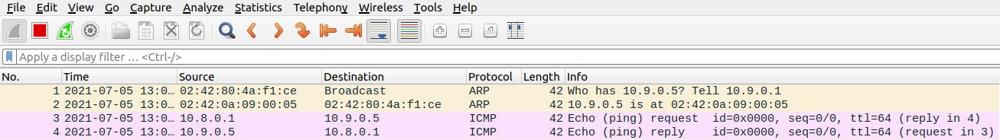 File Edit View Go Capture Analyze Statistics Telephony Wireless Tools Help
Apply a display filter … <Ctrl-/>
No. Time Source Destination Protocol Length Info
1 2021-07-05 13:0… 02:42:80:4a:f1:ce Broadcast ARP 42 Who has 10.9.0.5? Tell 10.9.0.1
2 2021-07-05 13:0… 02:42:0a:09:00:05 02:42:80:4a:f1:ce ARP 42 10.9.0.5 is at 02:42:0a:09:00:05
3 2021-07-05 13:0… 10.8.0.1 10.9.0.5 ICMP 42 Echo (ping) request id=0x0000, seq=0/0, ttl=64 (reply in 4)
4 2021-07-05 13:0… 10.9.0.5 10.8.0.1 ICMP 42 Echo (ping) reply id=0x0000, seq=0/0, ttl=64 (request in 3)